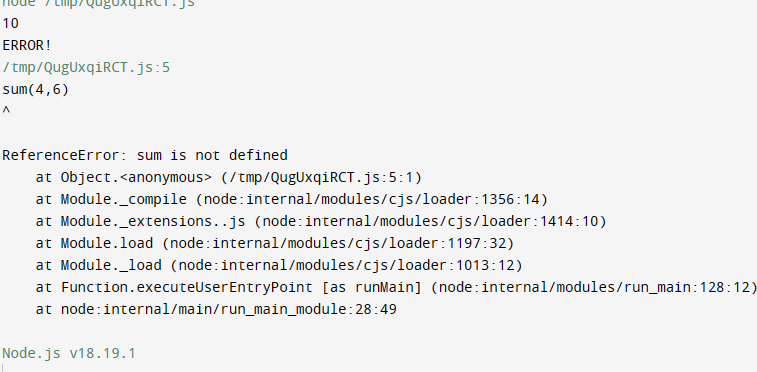 node /tmp/QugUxqiRCT.js
10
ERROR!
/tmp/QugUxqiRCT.js:5
sum(4,6)
^
ReferenceError: sum is not defined
    at Object.<anonymous> (/tmp/QugUxqiRCT.js:5:1)
    at Module._compile (node:internal/modules/cjs/loader:1356:14)
    at Module._extensions..js (node:internal/modules/cjs/loader:1414:10)
    at Module.load (node:internal/modules/cjs/loader:1197:32)
    at Module._load (node:internal/modules/cjs/loader:1013:12)
    at Function.executeUserEntryPoint [as runMain] (node:internal/modules/run_main:128:12)
    at node:internal/main/run_main_module:28:49
Node.js v18.19.1